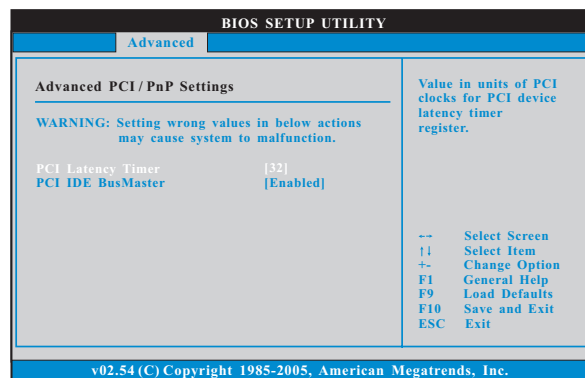 BIOS SETUP UTILITY
Advanced
Advanced PCI / PnP Settings
WARNING: Setting wrong values in below actions
may cause system to malfunction.
PCI Latency Timer [32]
PCI IDE BusMaster [Enabled]
Value in units of PCI
clocks for PCI device
latency timer
register.
←→ Select Screen
↑↓ Select Item
+- Change Option
F1 General Help
F9 Load Defaults
F10 Save and Exit
ESC Exit
v02.54 (C) Copyright 1985-2005, American Megatrends, Inc.